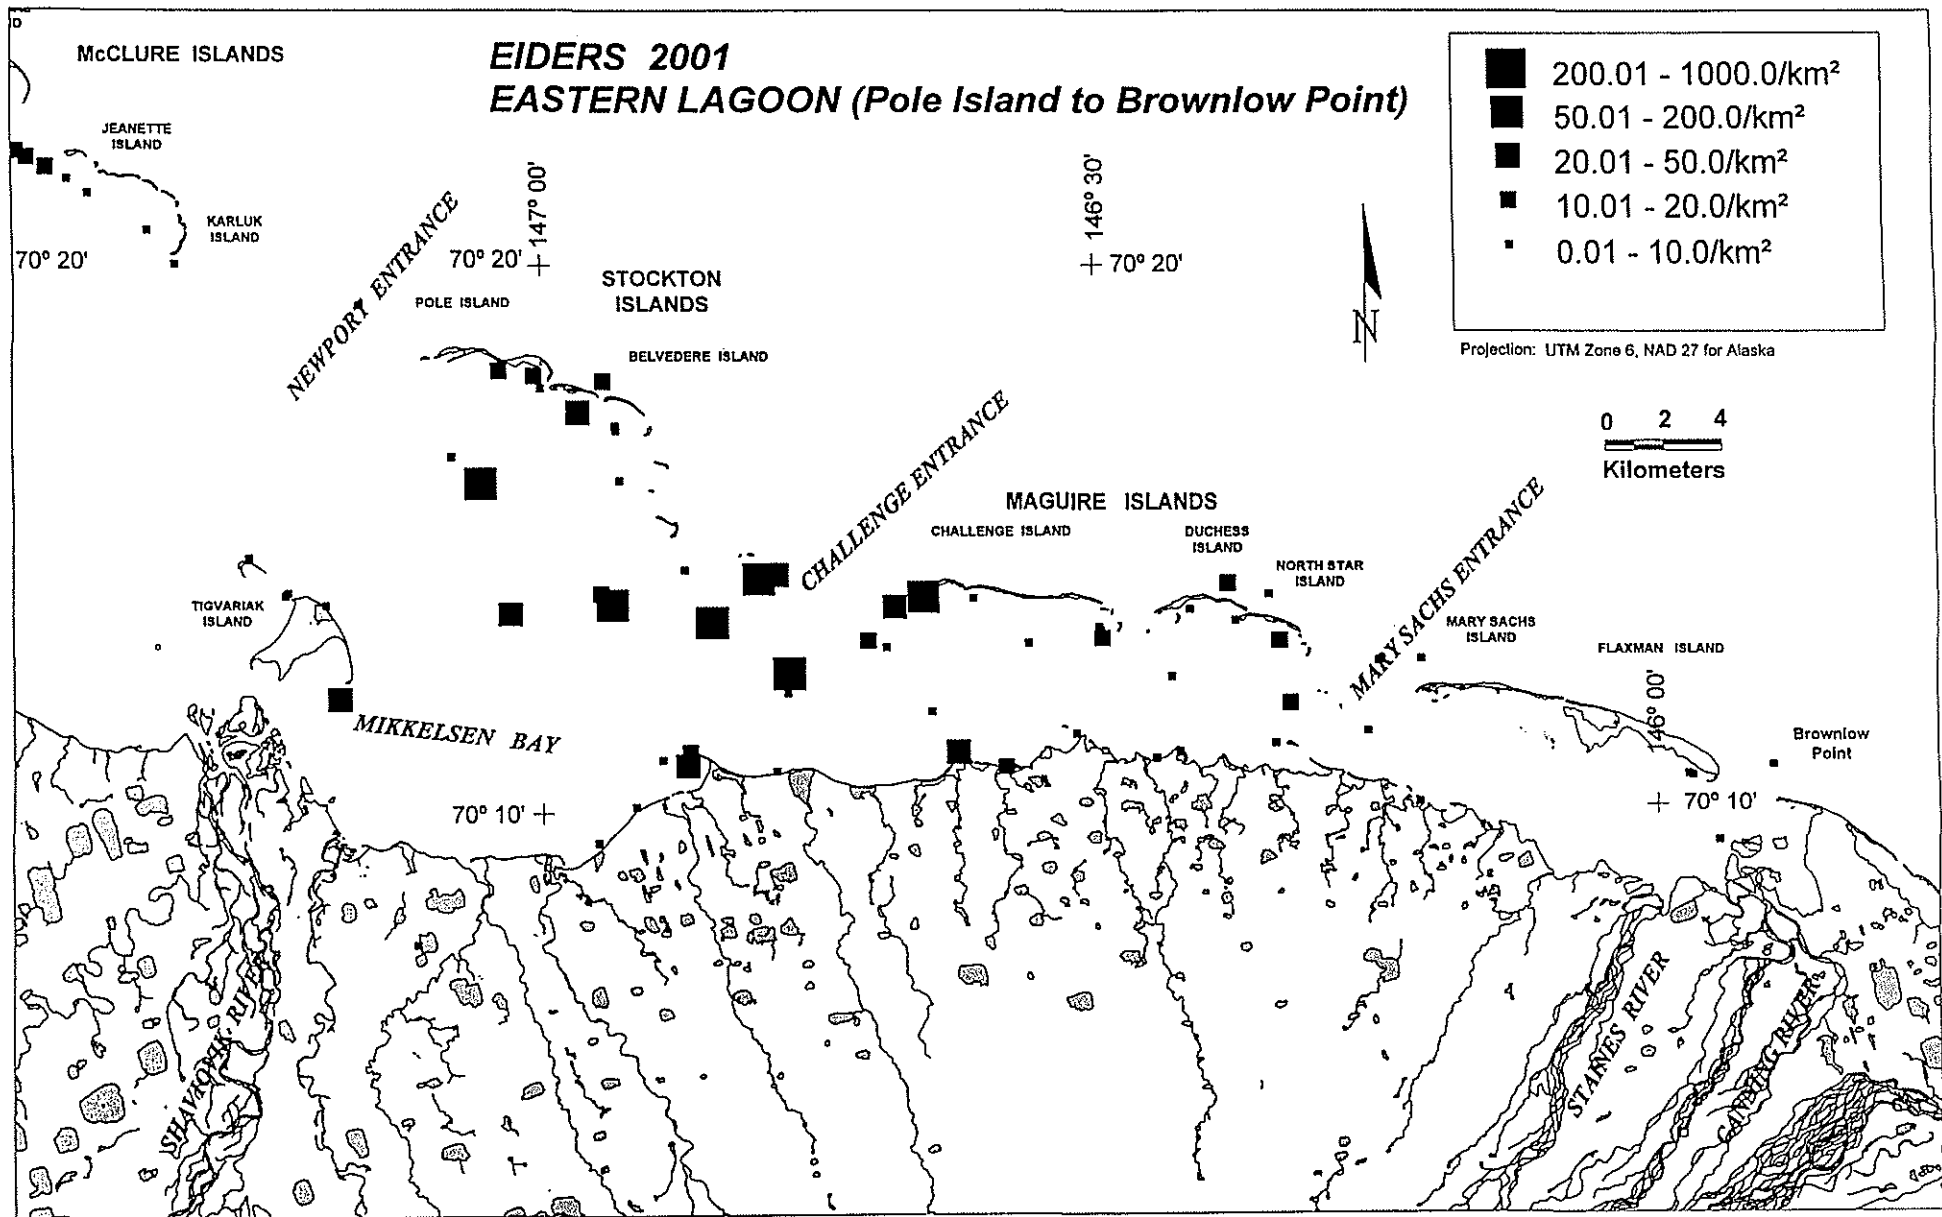 D
McCLURE ISLANDS
EIDERS 2001
EASTERN LAGOON (Pole Island to Brownlow Point)
200.01 - 1000.0/km²
50.01 - 200.0/km²
20.01 - 50.0/km²
10.01 - 20.0/km²
0.01 - 10.0/km²
Projection: UTM Zone 6, NAD 27 for Alaska
JEANETTE
ISLAND
KARLUK
ISLAND
70° 20'
NEWPORT ENTRANCE
147° 00'
70° 20'
146° 30'
70° 20'
N
STOCKTON
ISLANDS
POLE ISLAND
BELVEDERE ISLAND
0 2 4
Kilometers
CHALLENGE ENTRANCE
MAGUIRE ISLANDS
CHALLENGE ISLAND
DUCHESS
ISLAND
NORTH STAR
ISLAND
MARY SACHS ENTRANCE
MARY SACHS
ISLAND
FLAXMAN ISLAND
TIGVARIAK
ISLAND
MIKKELSEN BAY
46° 00'
Brownlow
Point
70° 10'
70° 10'
SHAVIOVIK RIVER
STAINES RIVER
CANNING RIVER